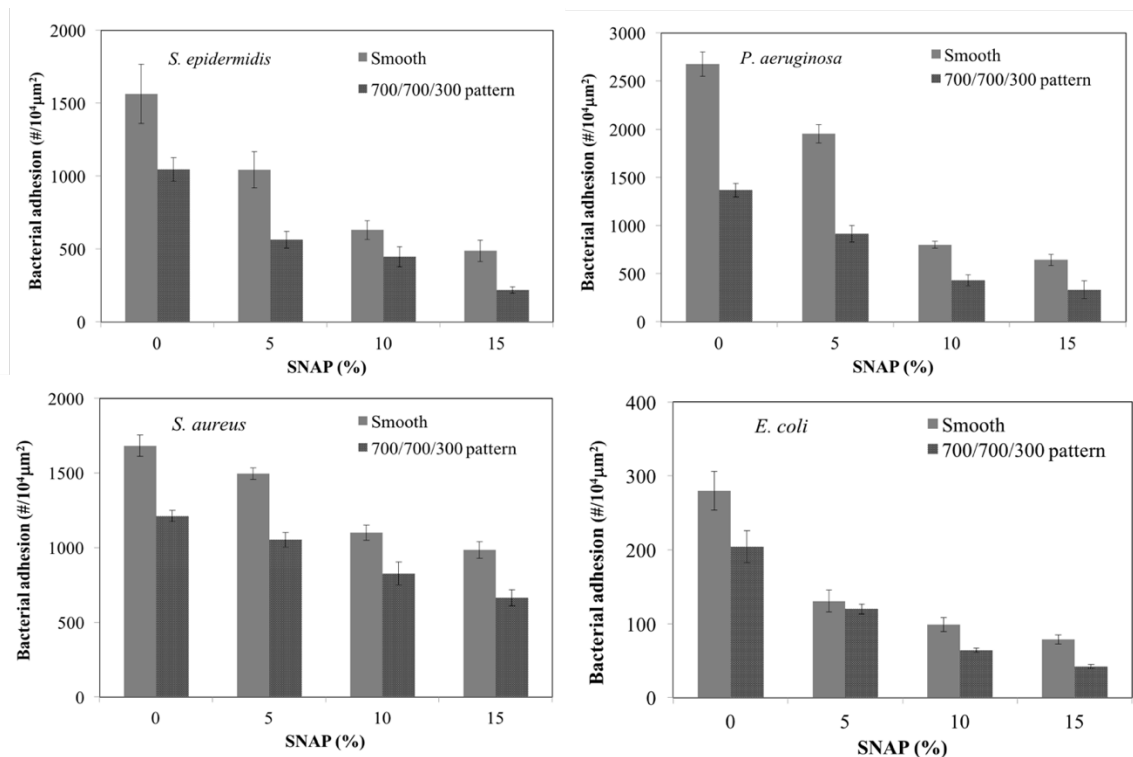 S. epidermidis
Smooth
700/700/300 pattern
Bacterial adhesion (#/10⁴μm²)
2000
1500
1000
500
0
0 5 10 15
SNAP (%)
P. aeruginosa
Smooth
700/700/300 pattern
Bacterial adhesion (#/10⁴μm²)
3000
2500
2000
1500
1000
500
0
0 5 10 15
SNAP (%)
S. aureus
Smooth
700/700/300 pattern
Bacterial adhesion (#/10⁴μm²)
2000
1500
1000
500
0
0 5 10 15
SNAP (%)
E. coli
Smooth
700/700/300 pattern
Bacterial adhesion (#/10⁴μm²)
400
300
200
100
0
0 5 10 15
SNAP (%)